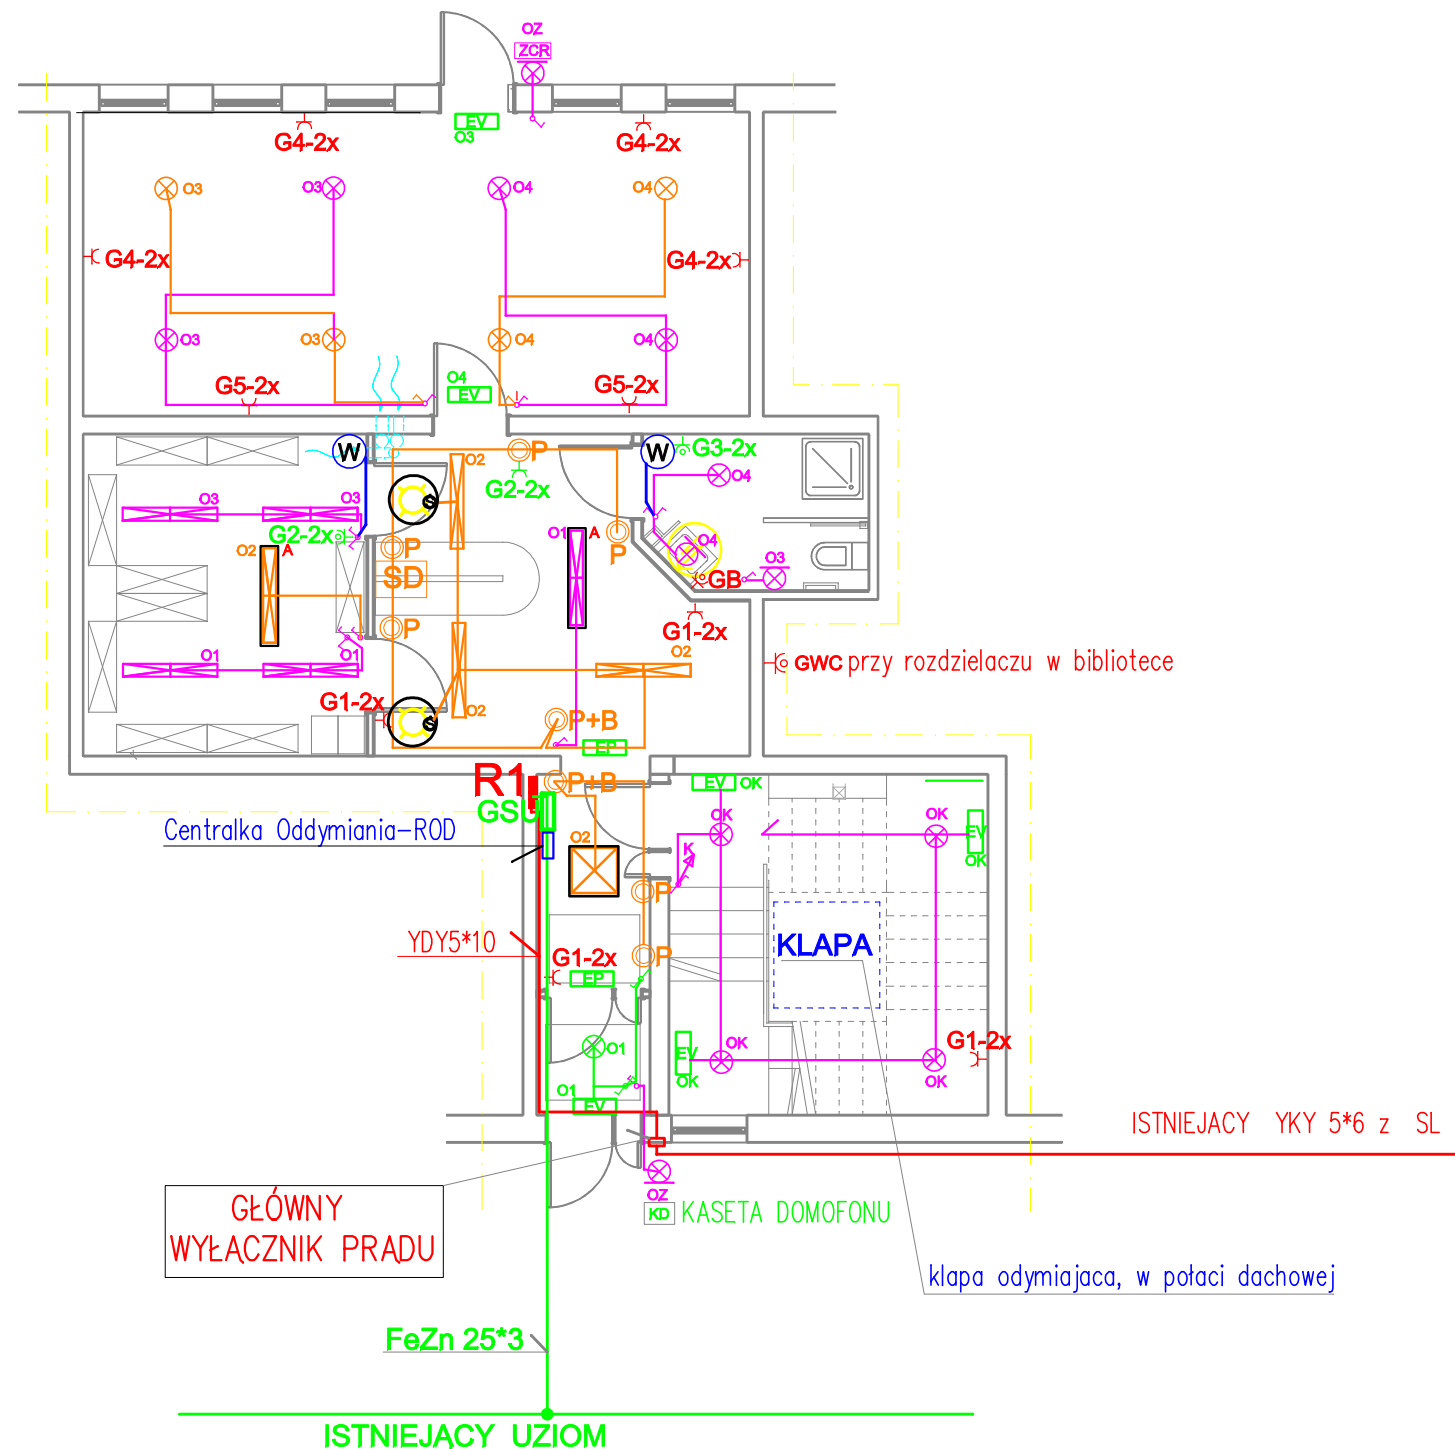 OZ
ZCR
EV
O3
G4-2x
G4-2x
O3
O3
O4
O4
G4-2x
G4-2x
O3
O3
O4
O4
G5-2x
O4
EV
G5-2x
W
O2
P
W
G3-2x
O4
G2-2x
O3
O3
S
G2-2x
O2
A
P
SD
O1
A
P
O4
O3
GB
P
G1-2x
O1
O1
O2
GWC przy rozdzielaczu w bibliotece
G1-2x
S
O2
P+B
EP
R1
P+B
GSU
EV
OK
Centralka Oddymiania-ROD
O2
OK
K
OK
EV
OK
P
YDY5*10
G1-2x
P
EP
KLAPA
O1
OK
EV
OK
G1-2x
OK
O1
EV
ISTNIEJACY YKY 5*6 z SL
OZ
KD
KASETA DOMOFONU
GŁÓWNY
WYŁACZNIK PRADU
klapa odymiajaca, w połaci dachowej
FeZn 25*3
ISTNIEJĄCY UZIOM